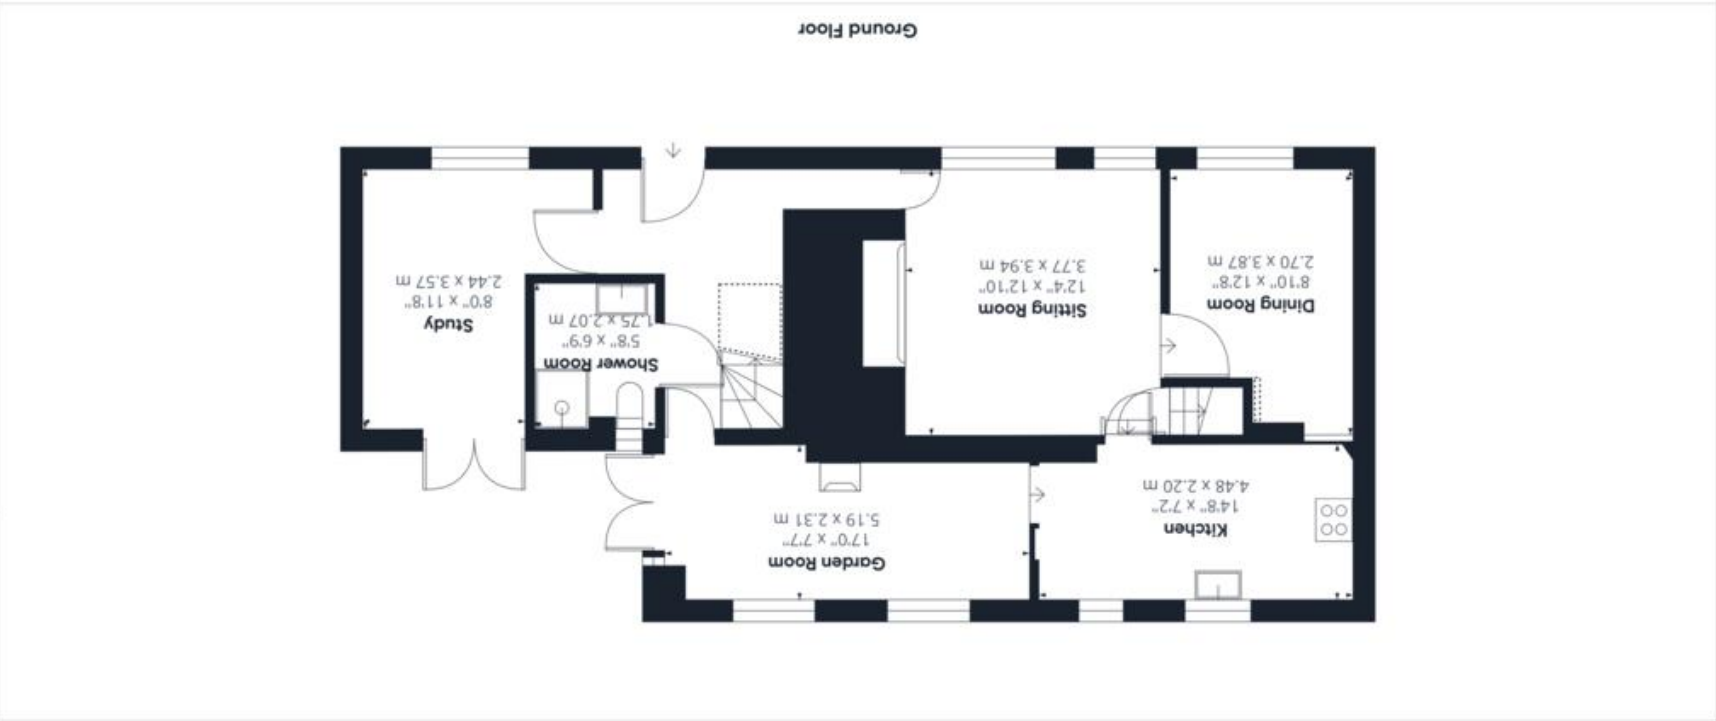 Kitchen
14'8" x 7'2"
4.48 x 2.20 m
Garden Room
17'0" x 7'7"
5.19 x 2.31 m
Dining Room
8'10" x 12'8"
2.70 x 3.87 m
Sitting Room
12'4" x 12'10"
3.77 x 3.94 m
Shower Room
5'8" x 6'9"
1.75 x 2.07 m
Study
8'0" x 11'8"
2.44 x 3.57 m
Ground Floor